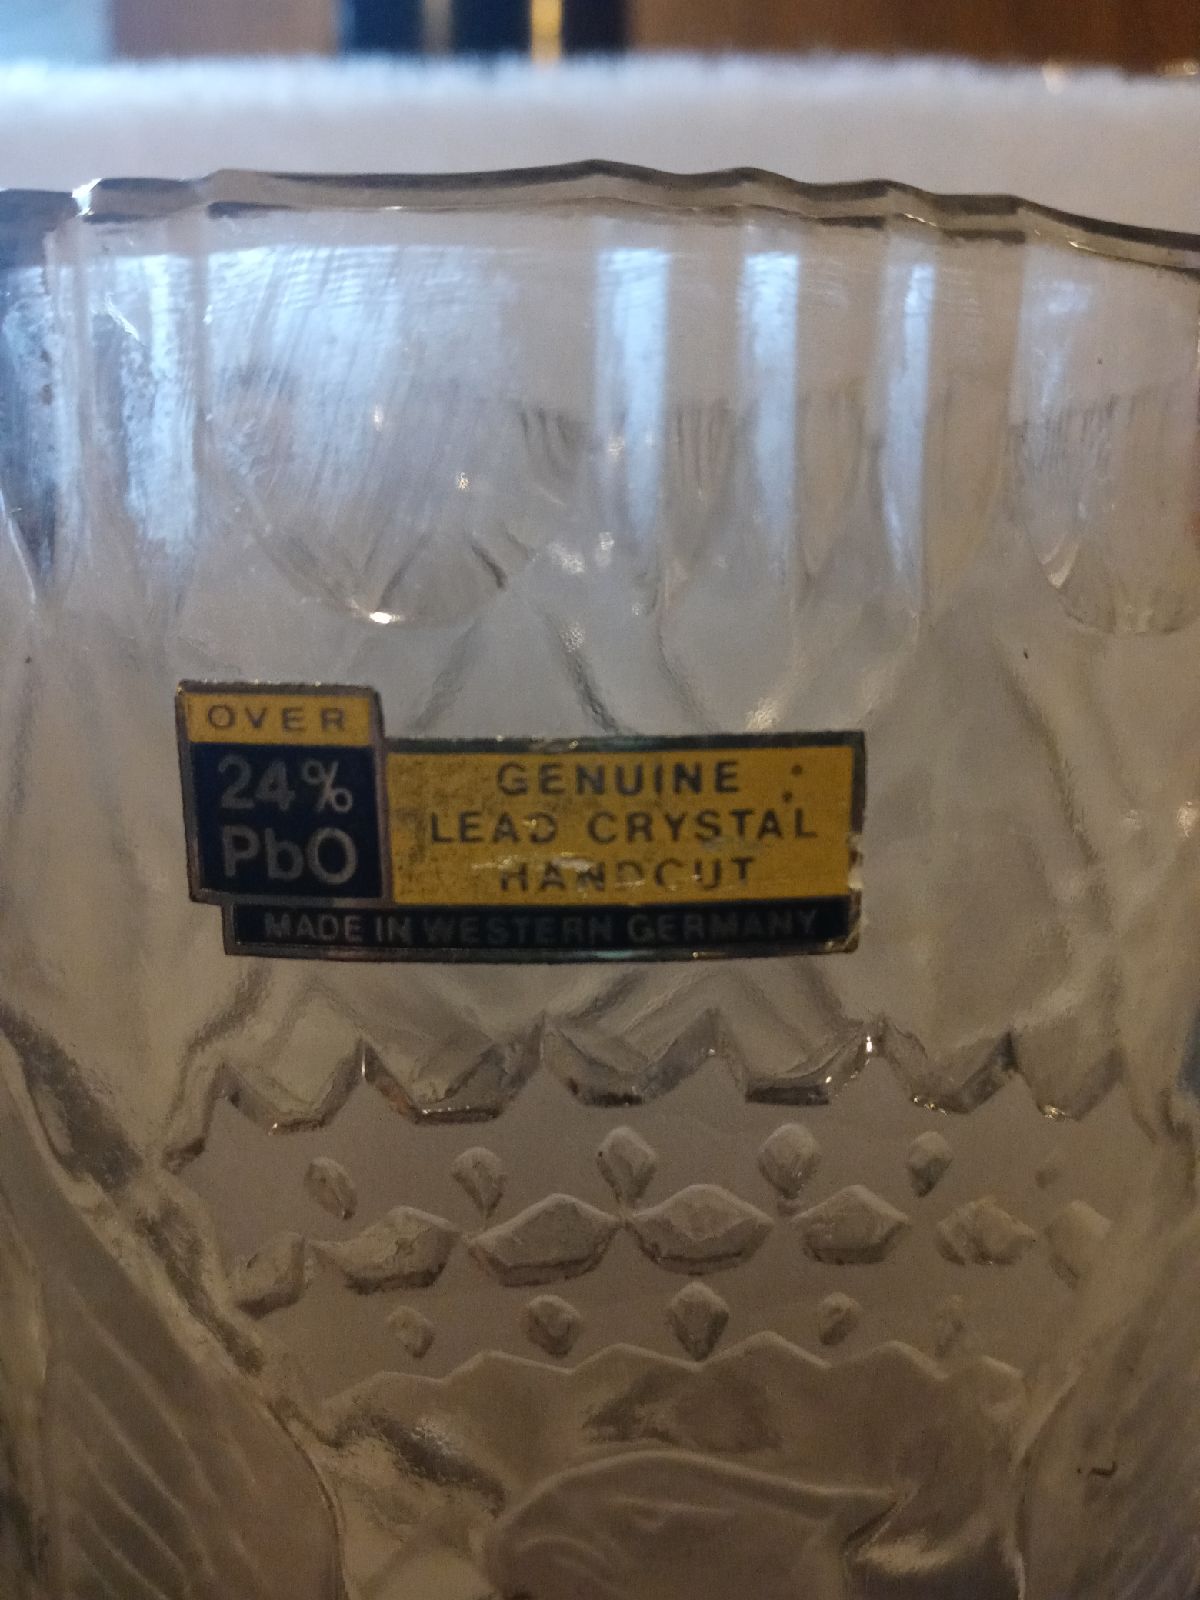 OVER
24%
PbO
GENUINE
LEAD CRYSTAL
HANDCUT
MADE IN WESTERN GERMANY